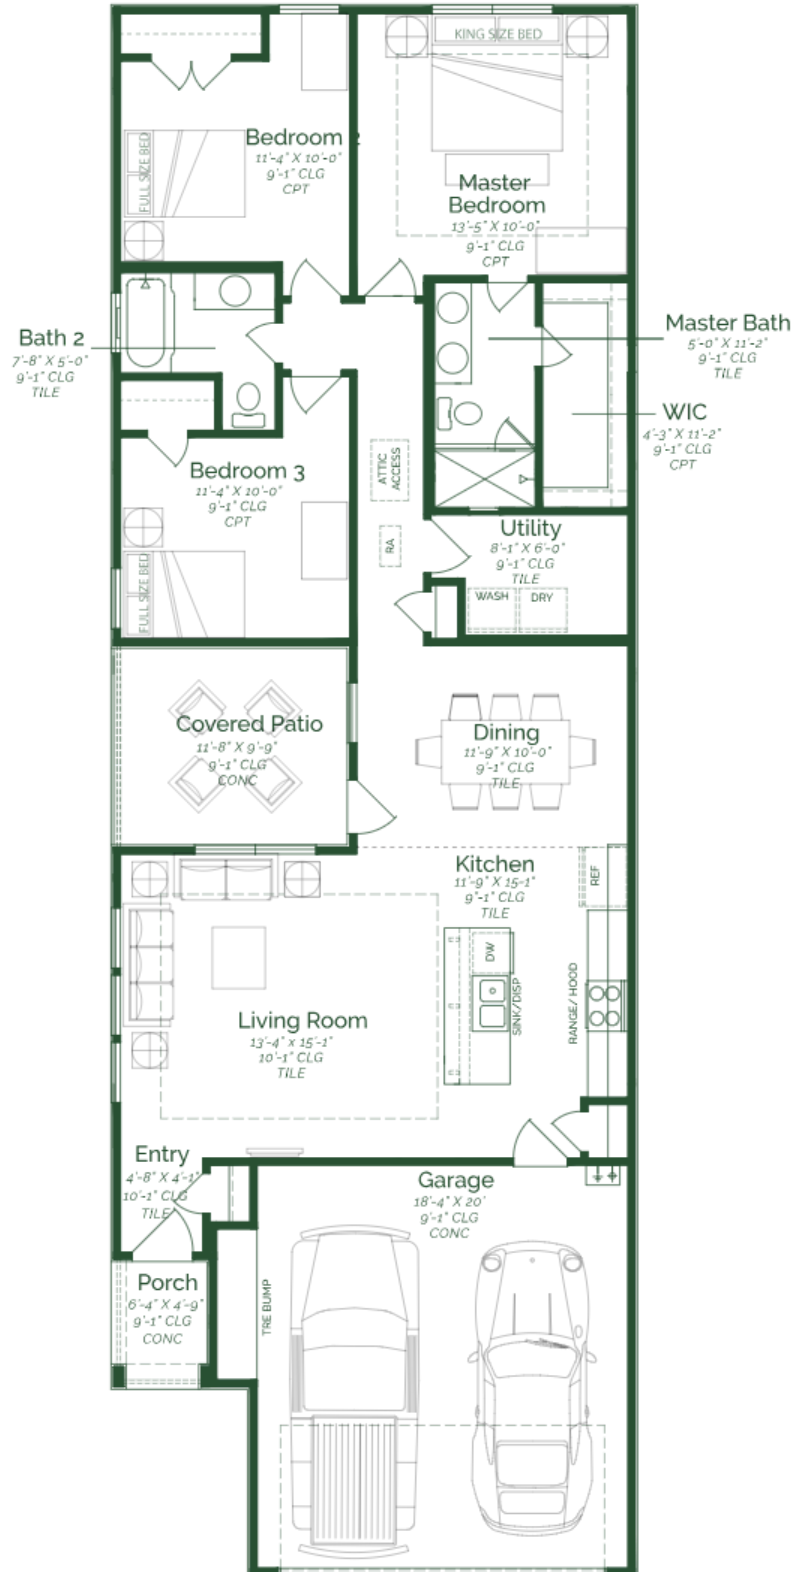 KING SIZE BED
Bedroom 2
11'-4" X 10'-0"
9'-1" CLG
CPT
FULL SIZE BED
Master
Bedroom
13'-5" X 10'-0"
9'-1" CLG
CPT
Bath 2
7'-8" X 5'-0"
9'-1" CLG
TILE
Master Bath
5'-0" X 11'-2"
9'-1" CLG
TILE
WIC
4'-3" X 11'-2"
9'-1" CLG
CPT
Bedroom 3
11'-4" X 10'-0"
9'-1" CLG
CPT
FULL SIZE BED
ATTIC
ACCESS
RA
Utility
8'-1" X 6'-0"
9'-1" CLG
TILE
WASH
DRY
Covered Patio
11'-8" X 9'-9"
9'-1" CLG
CONC
Dining
11'-9" X 10'-0"
9'-1" CLG
TILE
Kitchen
11'-9" X 15'-1"
9"-1" CLG
TILE
REF
DW
SINK/DISP
RANGE/ HOOD
Living Room
13'-4" x 15'-1"
10'-1" CLG
TILE
Entry
4'-8" X 4'-1"
10'-1" CLG
TILE
Garage
18'-4" X 20'
9'-1" CLG
CONC
Porch
6'-4" X 4'-9"
9'-1" CLG
CONC
TRE BUMP